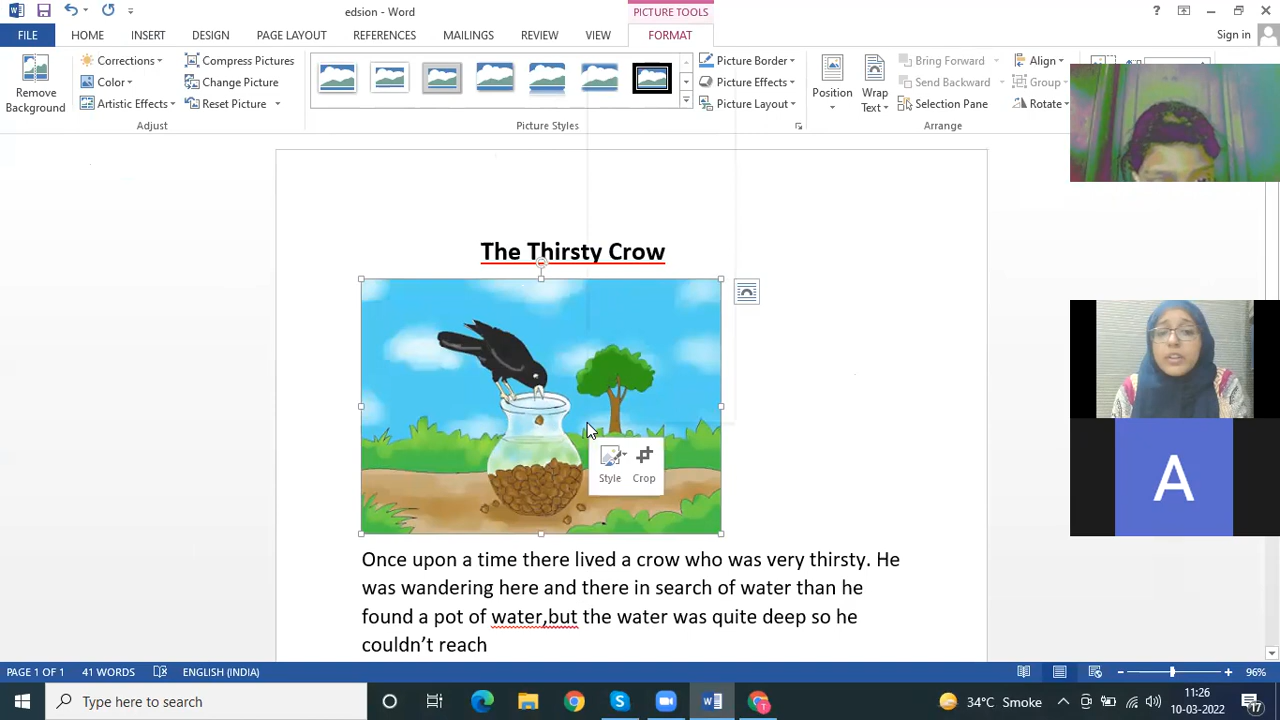 edsion - Word
PICTURE TOOLS
?
FILE HOME INSERT DESIGN PAGE LAYOUT REFERENCES MAILINGS REVIEW VIEW FORMAT
Sign in
Remove Background
Corrections
Color
Artistic Effects
Compress Pictures
Change Picture
Reset Picture
Adjust
Picture Styles
Picture Border
Picture Effects
Picture Layout
Position
Wrap Text
Bring Forward
Send Backward
Selection Pane
Align
Group
Rotate
Arrange
The Thirsty Crow
Style
Crop
Once upon a time there lived a crow who was very thirsty. He
was wandering here and there in search of water than he
found a pot of water,but the water was quite deep so he
couldn’t reach
A
PAGE 1 OF 1 41 WORDS ENGLISH (INDIA) 96%
Type here to search
34°C Smoke
11:26
10-03-2022
17